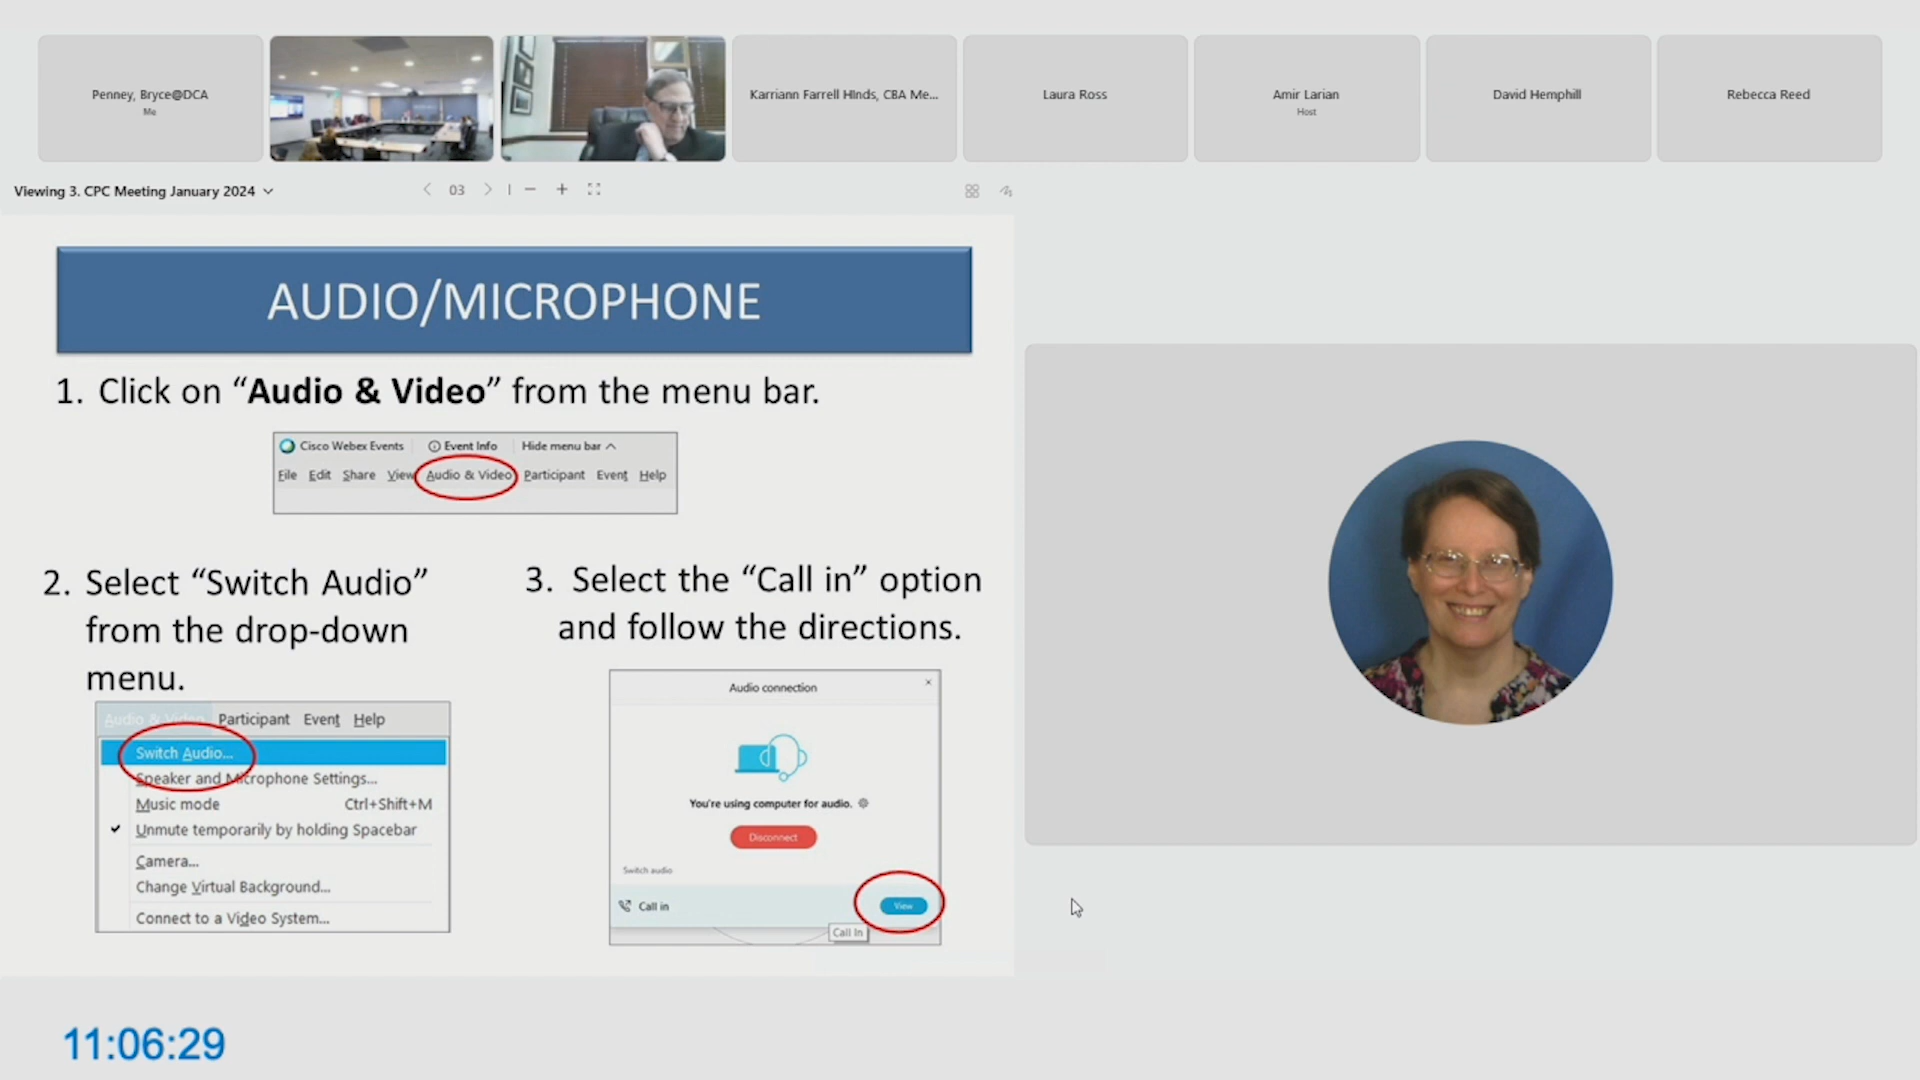 Penney, Bryce@DCA
Me
Karriann Farrell HInds, CBA Me...
Laura Ross
Amir Larian
Host
David Hemphill
Rebecca Reed
Viewing 3. CPC Meeting January 2024
03
AUDIO/MICROPHONE
1. Click on “Audio & Video” from the menu bar.
Cisco Webex Events Event Info Hide menu bar
File Edit Share View Audio & Video Participant Event Help
2. Select “Switch Audio”
from the drop-down
menu.
Audio & Video Participant Event Help
Switch Audio...
Speaker and Microphone Settings...
Music mode Ctrl+Shift+M
Unmute temporarily by holding Spacebar
Camera...
Change Virtual Background...
Connect to a Video System...
3. Select the “Call in” option
and follow the directions.
Audio connection
You're using computer for audio.
Disconnect
Switch audio
Call in View
Call In
11:06:29